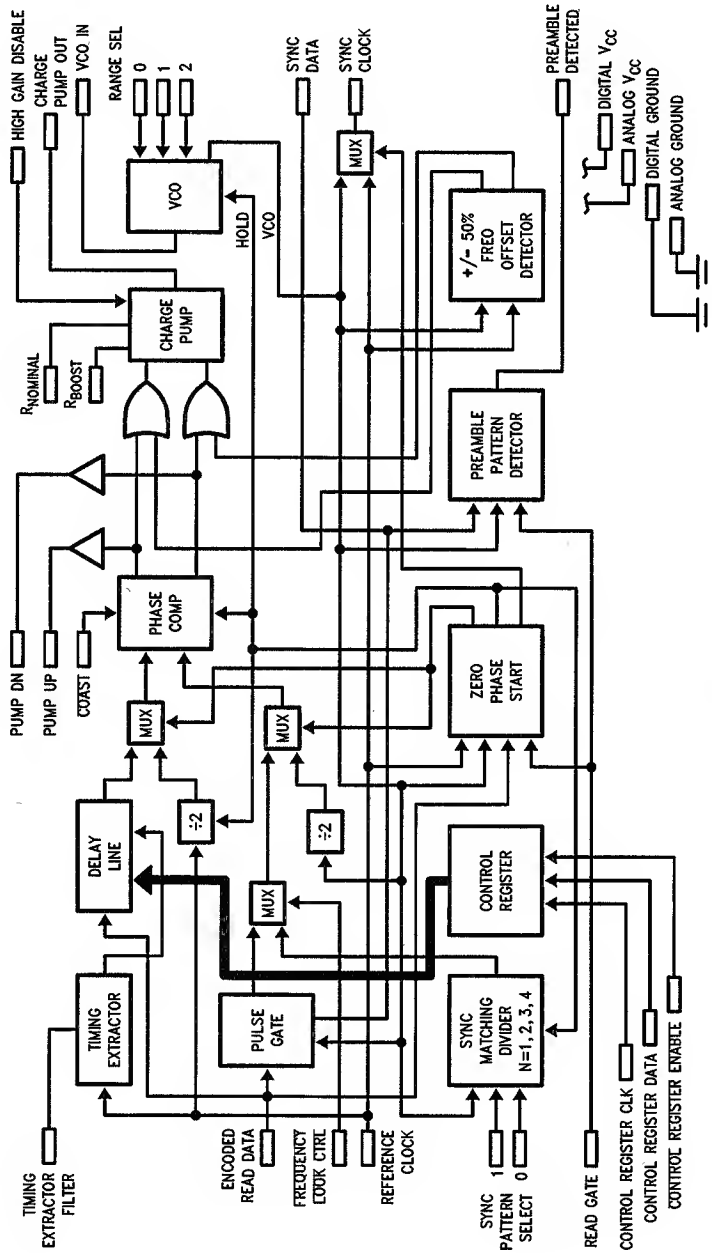 HIGH GAIN DISABLE
CHARGE
PUMP OUT
VCO IN
RANGE SEL
0
1
2
SYNC
DATA
SYNC
CLOCK
PREAMBLE
DETECTED
DIGITAL VCC
ANALOG VCC
DIGITAL GROUND
ANALOG GROUND
VCO
HOLD
VCO
MUX
+/- 50%
FREQ
OFFSET
DETECTOR
RNOMINAL
RBOOST
CHARGE
PUMP
PREAMBLE
PATTERN
DETECTOR
PUMP DN
PUMP UP
COAST
PHASE
COMP
MUX
MUX
ZERO
PHASE
START
DELAY
LINE
÷2
÷2
MUX
CONTROL
REGISTER
TIMING
EXTRACTOR
PULSE
GATE
SYNC
MATCHING
DIVIDER
N=1, 2, 3, 4
TIMING
EXTRACTOR
FILTER
ENCODED
READ DATA
FREQUENCY
LOCK CTRL
REFERENCE
CLOCK
SYNC
PATTERN
SELECT
1
0
READ GATE
CONTROL REGISTER CLK
CONTROL REGISTER DATA
CONTROL REGISTER ENABLE